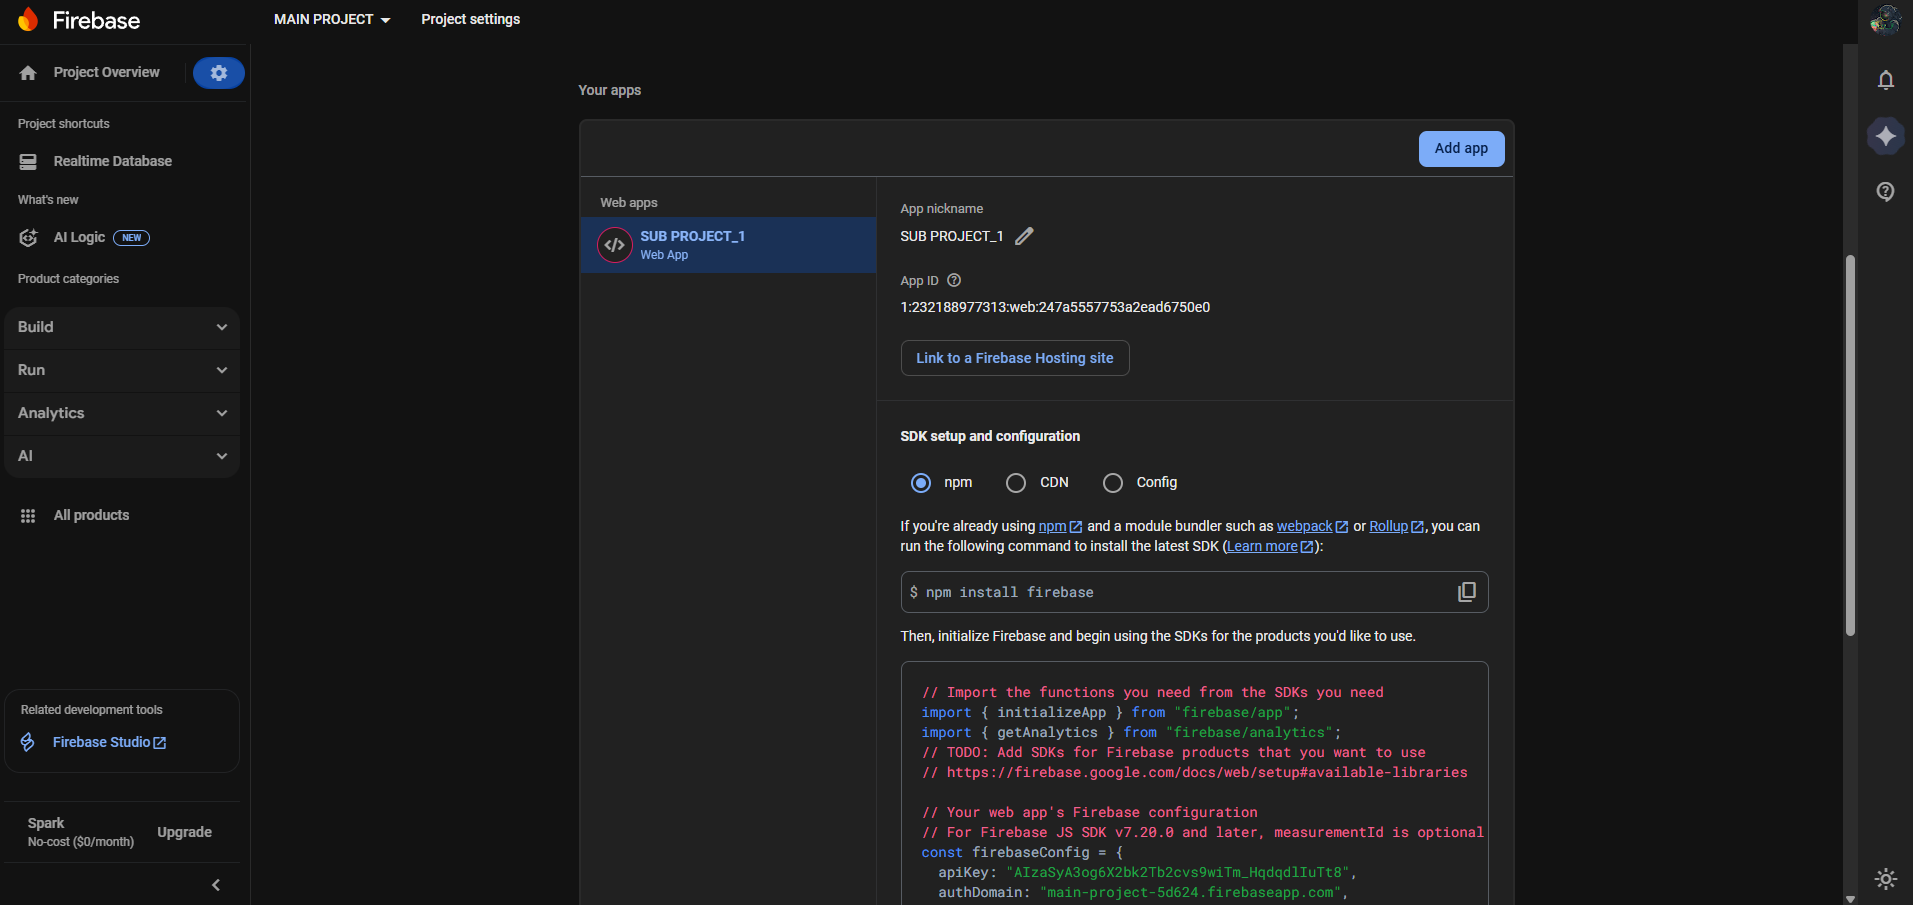 Firebase
MAIN PROJECT
Project settings
Project Overview
Project shortcuts
Realtime Database
What's new
AI Logic NEW
Product categories
Build
Run
Analytics
AI
All products
Related development tools
Firebase Studio
Spark
No-cost ($0/month)
Upgrade
Your apps
Add app
Web apps
SUB PROJECT_1
Web App
App nickname
SUB PROJECT_1
App ID
1:232188977313:web:247a5557753a2ead6750e0
Link to a Firebase Hosting site
SDK setup and configuration
npm CDN Config
If you're already using npm and a module bundler such as webpack or Rollup, you can
run the following command to install the latest SDK (Learn more):
$ npm install firebase
Then, initialize Firebase and begin using the SDKs for the products you'd like to use.
// Import the functions you need from the SDKs you need
import { initializeApp } from "firebase/app";
import { getAnalytics } from "firebase/analytics";
// TODO: Add SDKs for Firebase products that you want to use
// https://firebase.google.com/docs/web/setup#available-libraries
// Your web app's Firebase configuration
// For Firebase JS SDK v7.20.0 and later, measurementId is optional
const firebaseConfig = {
apiKey: "AIzaSyA3og6X2bk2Tb2cvs9wiTm_HqdqdlIuTt8",
authDomain: "main-project-5d624.firebaseapp.com",